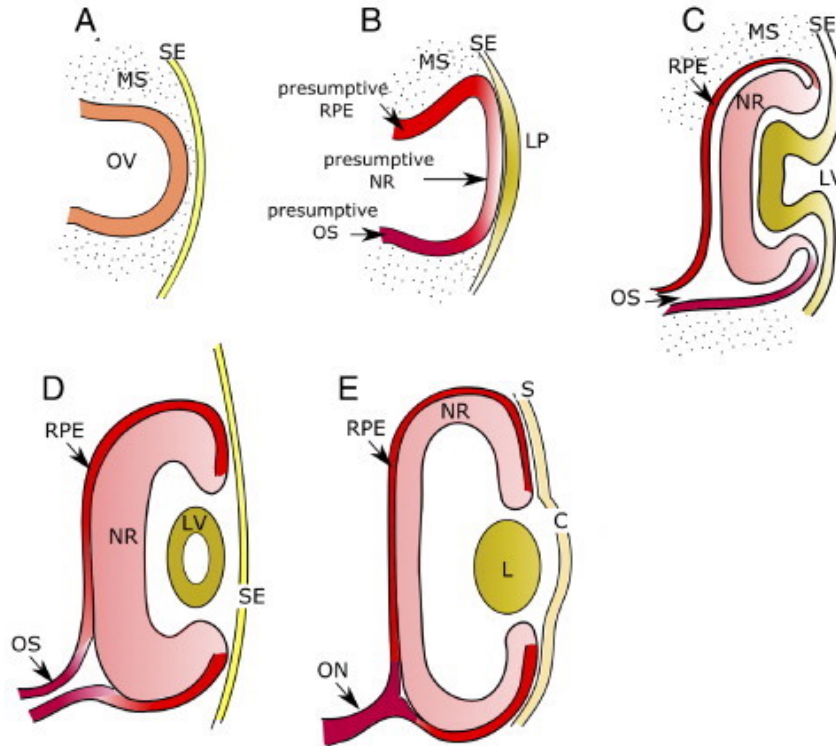 A
SE
MS
OV
B
SE
MS
presumptive
RPE
LP
presumptive
NR
presumptive
OS
C
MS
SE
RPE
NR
LV
OS
D
RPE
NR
LV
SE
OS
E
S
NR
RPE
C
L
ON